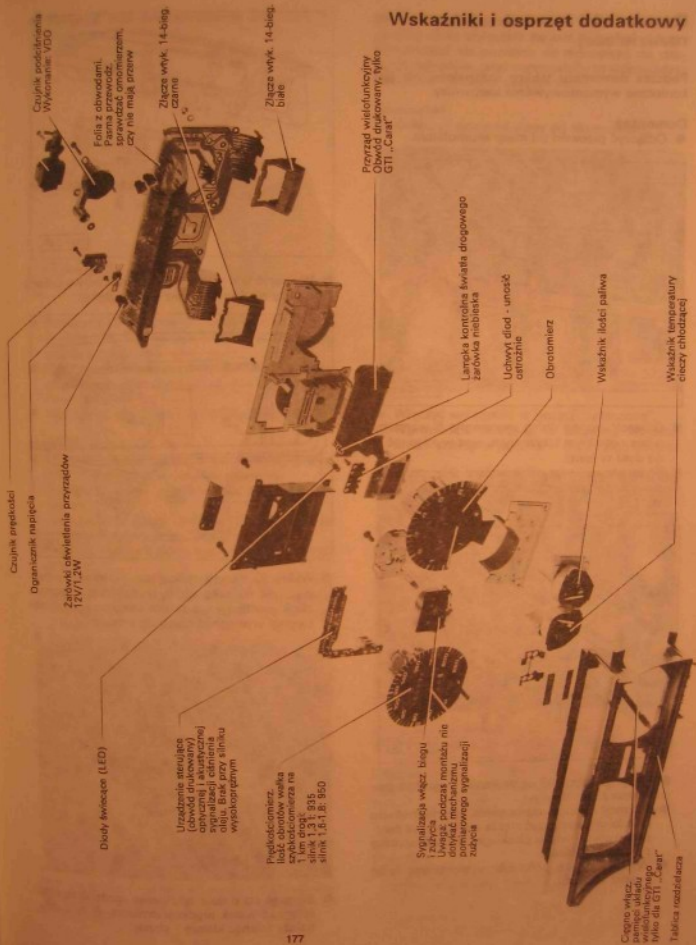 Wskaźniki i osprzęt dodatkowy
Czujnik prędkości
Ogranicznik napięcia
Żarówki oświetlenia przyrządów
12V/1,2W
Czujnik podciśnienia
Wykonanie: VDO
Folia z obwodami.
Pasma przewodz.
sprawdzać omomierzem,
czy nie mają przerw
Złącze wtyk. 14-bieg.
czarne
Złącze wtyk. 14-bieg.
białe
Diody świecące (LED)
Urządzenie sterujące
(obwód drukowany)
optycznej i akustycznej
sygnalizacji ciśnienia
oleju. Brak przy silniku
wysokoprężnym
Prędkościomierz.
Ilość obrotów wałka
szybkościomierza na
1 km drogi:
silnik 1,3 l: 935
silnik 1,6-1,8: 950
Sygnalizacja włącz. biegu
i zużycia
Uwaga: podczas montażu nie
dotykać mechanizmu
pomiarowego sygnalizacji
zużycia
Cięgno włącz.
pamięci układu
wielofunkcyjnego
tylko dla GTI „Carat”
Tablica rozdzielacza
Przyrząd wielofunkcyjny
Obwód drukowany, tylko
GTI „Carat”
Lampka kontrolna światła drogowego
żarówka niebieska
Uchwyt diod - unosić
ostrożnie
Obrotomierz
Wskaźnik ilości paliwa
Wskaźnik temperatury
cieczy chłodzącej
177